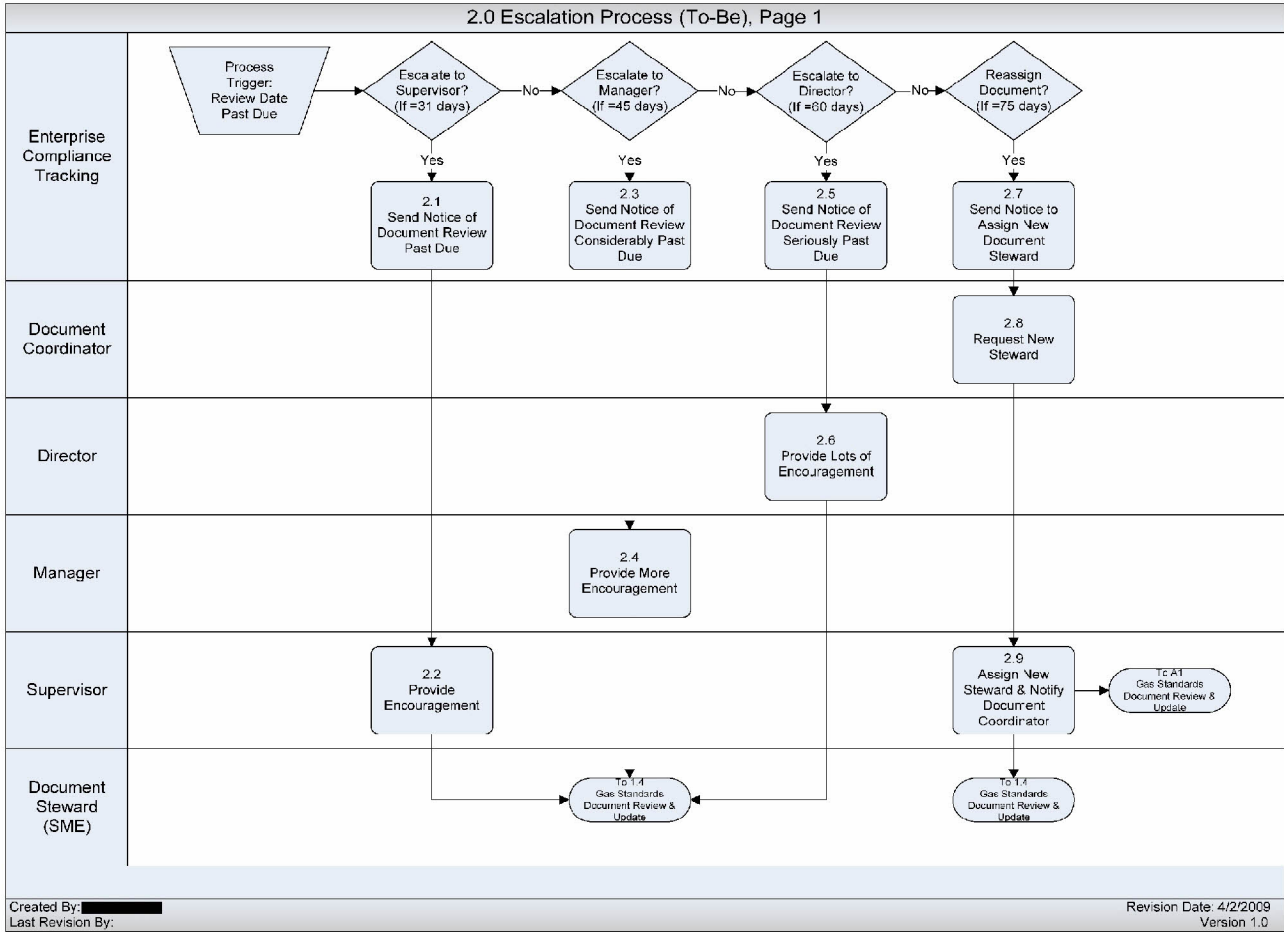 2.0 Escalation Process (To-Be), Page 1
Enterprise
Compliance
Tracking
Process
Trigger:
Review Date
Past Due
Escalate to
Supervisor?
(If =31 days)
No
Escalate to
Manager?
(If =45 days)
No
Escalate to
Director?
(If =60 days)
No
Reassign
Document?
(If =75 days)
Yes
Yes
Yes
Yes
2.1
Send Notice of
Document Review
Past Due
2.3
Send Notice of
Document Review
Considerably Past
Due
2.5
Send Notice of
Document Review
Seriously Past
Due
2.7
Send Notice to
Assign New
Document
Steward
Document
Coordinator
2.8
Request New
Steward
Director
2.6
Provide Lots of
Encouragement
Manager
2.4
Provide More
Encouragement
Supervisor
2.2
Provide
Encouragement
2.9
Assign New
Steward & Notify
Document
Coordinator
To A1
Gas Standards
Document Review &
Update
Document
Steward
(SME)
To 1.4
Gas Standards
Document Review &
Update
To 1.4
Gas Standards
Document Review &
Update
Created By:
Last Revision By:
Revision Date: 4/2/2009
Version 1.0